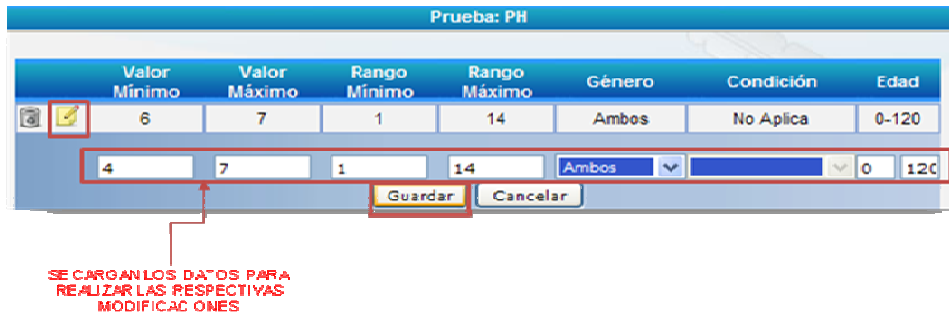 Prueba: PH
Valor Mínimo Valor Máximo Rango Mínimo Rango Máximo Género Condición Edad
6 7 1 14 Ambos No Aplica 0-120
4 7 1 14 Ambos 0 120
Guardar Cancelar
SE CARGAN LOS DATOS PARA
REALIZAR LAS RESPECTIVAS
MODIFICACIONES